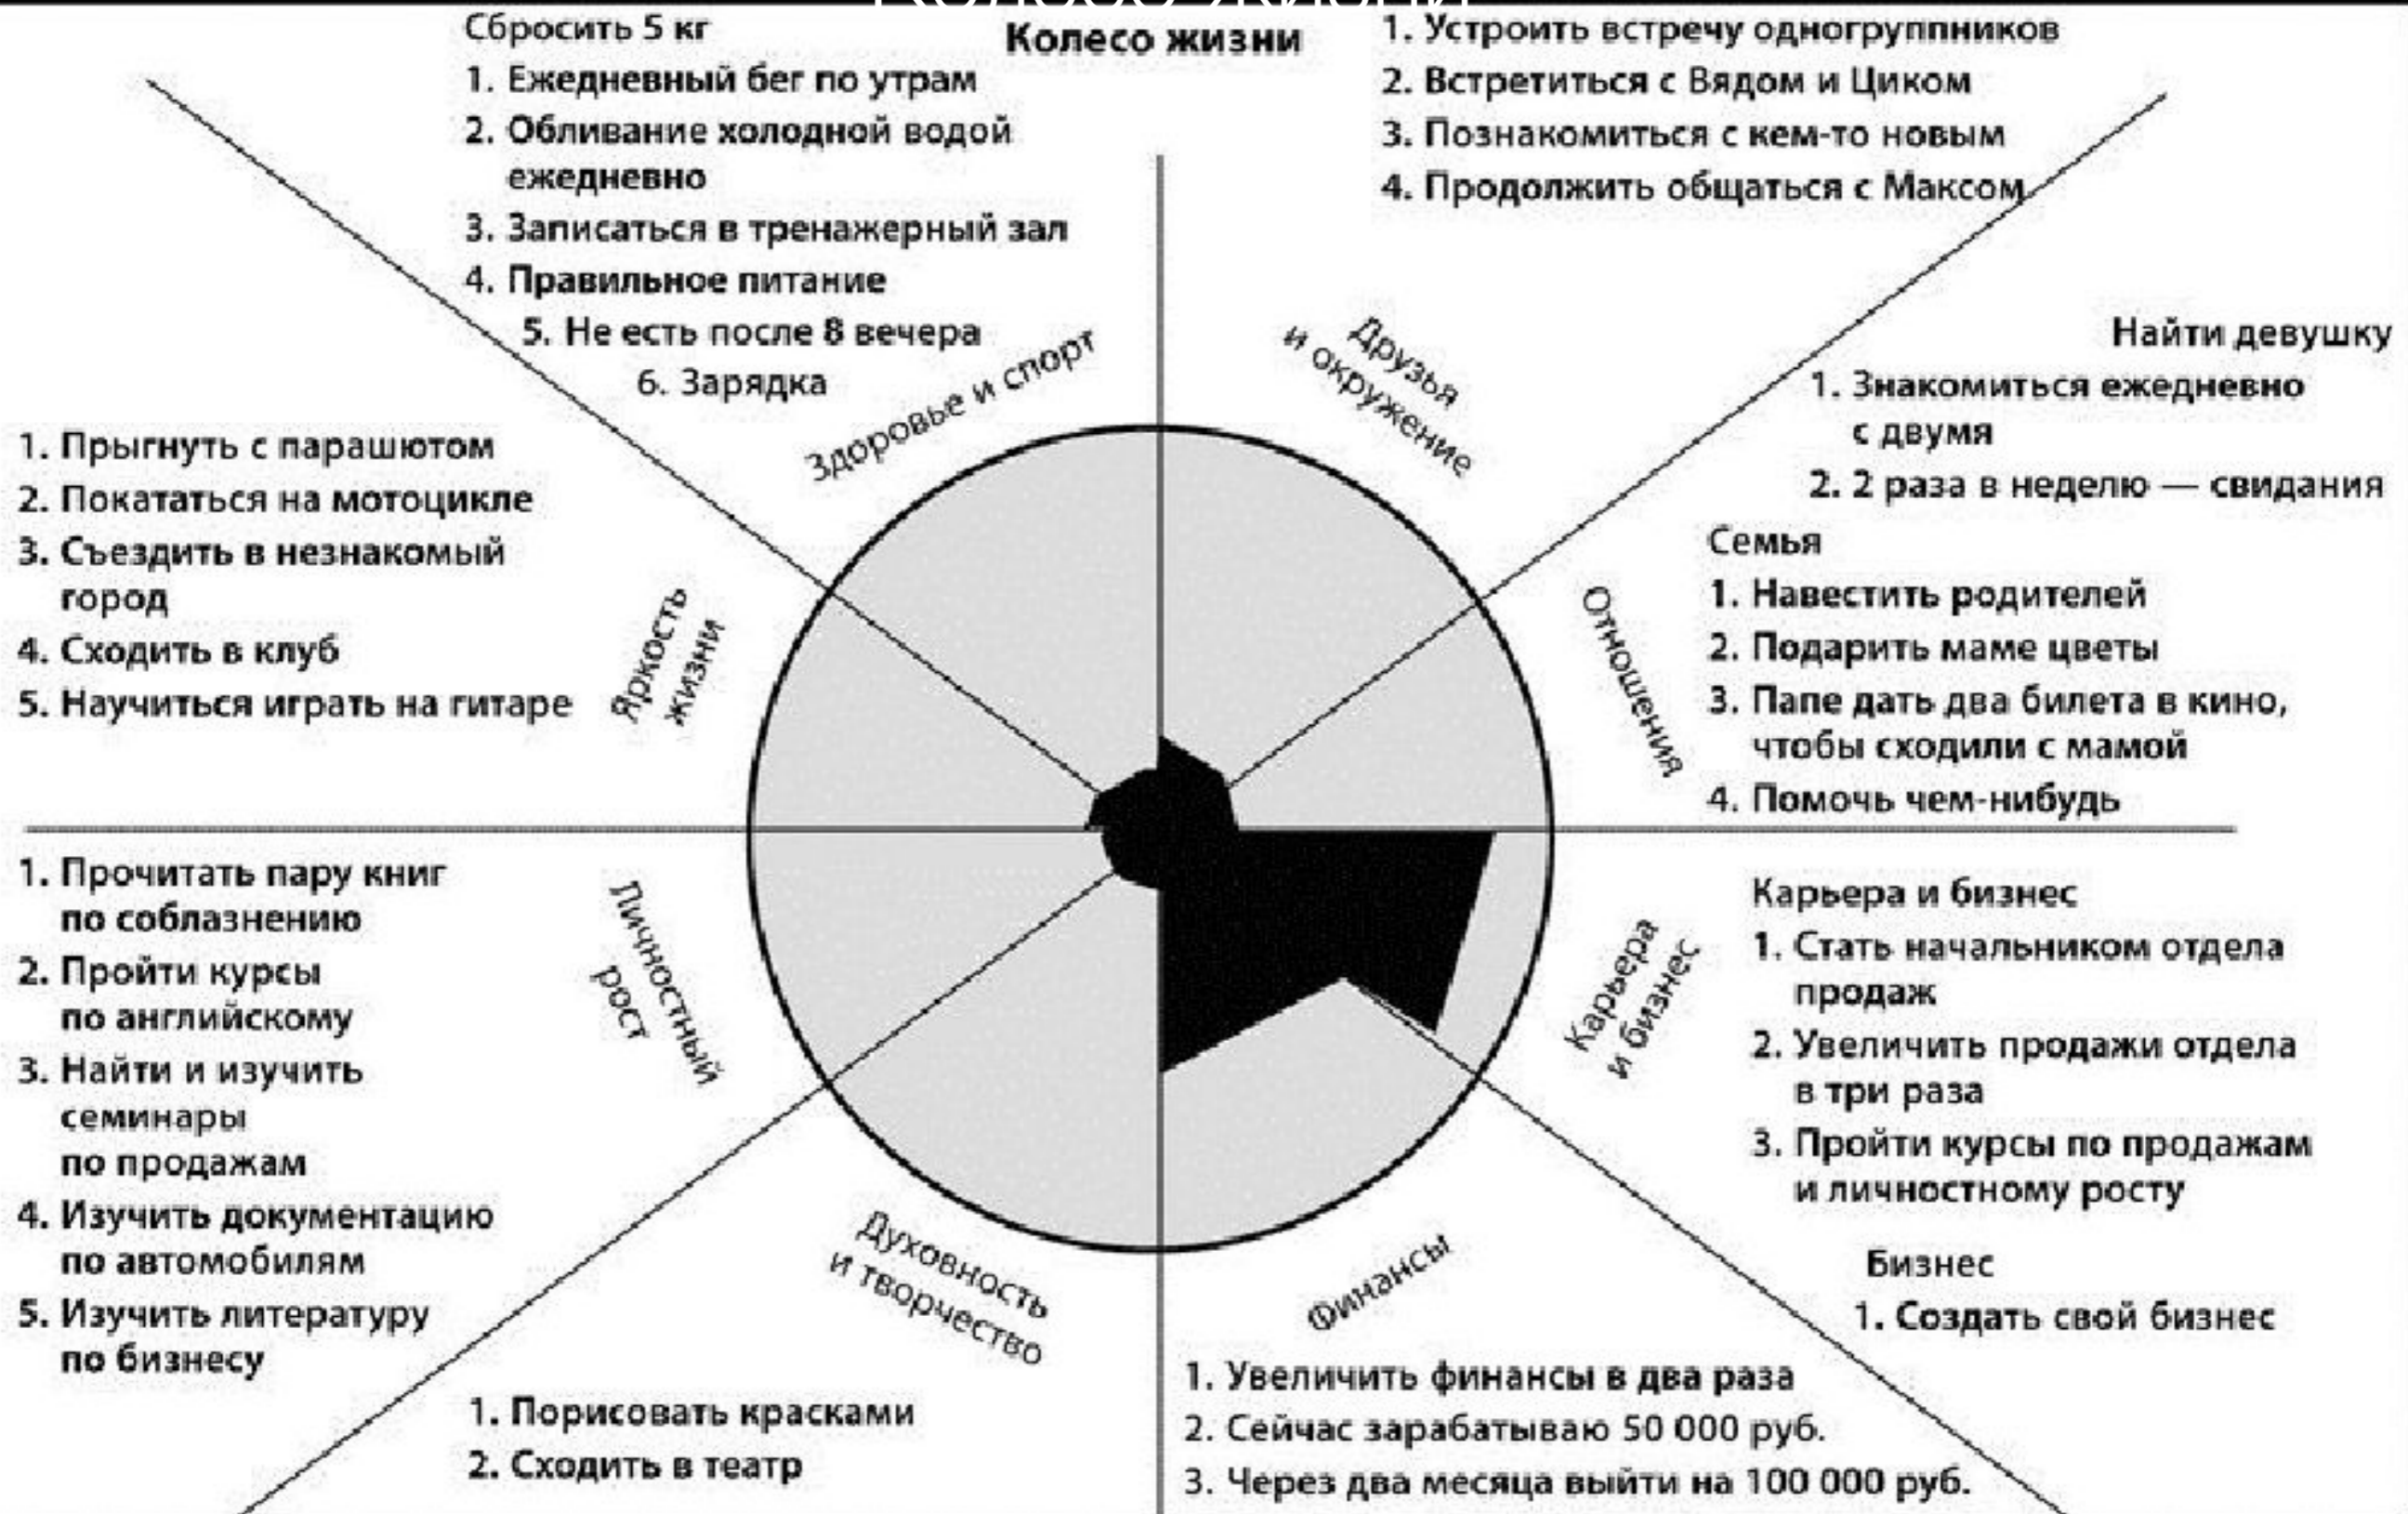 Колесо жизни
Колесо жизни
Сбросить 5 кг
1. Ежедневный бег по утрам
2. Обливание холодной водой
ежедневно
3. Записаться в тренажерный зал
4. Правильное питание
5. Не есть после 8 вечера
6. Зарядка
Здоровье и спорт
1. Устроить встречу одногруппников
2. Встретиться с Вядом и Циком
3. Познакомиться с кем-то новым
4. Продолжить общаться с Максом
Друзья
и окружение
Найти девушку
1. Знакомиться ежедневно
с двумя
2. 2 раза в неделю — свидания
Семья
1. Навестить родителей
2. Подарить маме цветы
3. Папе дать два билета в кино,
чтобы сходили с мамой
4. Помочь чем-нибудь
Отношения
Карьера и бизнес
1. Стать начальником отдела
продаж
2. Увеличить продажи отдела
в три раза
3. Пройти курсы по продажам
и личностному росту
Бизнес
1. Создать свой бизнес
Карьера
и бизнес
Финансы
1. Увеличить финансы в два раза
2. Сейчас зарабатываю 50 000 руб.
3. Через два месяца выйти на 100 000 руб.
Духовность
и творчество
1. Порисовать красками
2. Сходить в театр
Личностный
рост
1. Прочитать пару книг
по соблазнению
2. Пройти курсы
по английскому
3. Найти и изучить
семинары
по продажам
4. Изучить документацию
по автомобилям
5. Изучить литературу
по бизнесу
Яркость
жизни
1. Прыгнуть с парашютом
2. Покататься на мотоцикле
3. Съездить в незнакомый
город
4. Сходить в клуб
5. Научиться играть на гитаре